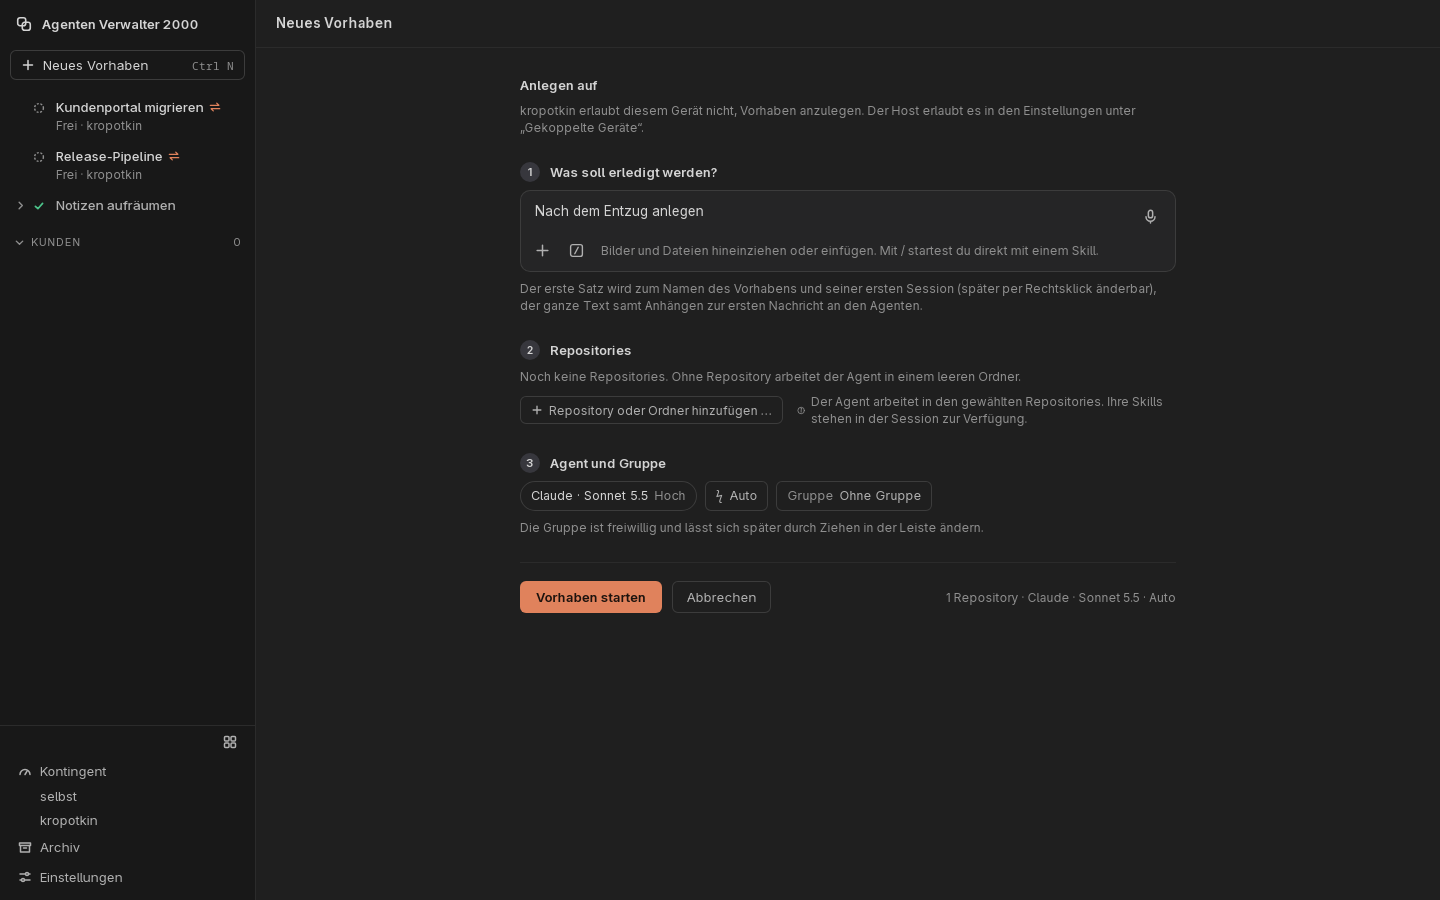 Agenten Verwalter 2000
Neues Vorhaben Ctrl N
Kundenportal migrieren
Frei · kropotkin
Release-Pipeline
Frei · kropotkin
Notizen aufräumen
KUNDEN 0
Kontingent
selbst
kropotkin
Archiv
Einstellungen
Neues Vorhaben
Anlegen auf
kropotkin erlaubt diesem Gerät nicht, Vorhaben anzulegen. Der Host erlaubt es in den Einstellungen unter
„Gekoppelte Geräte“.
1 Was soll erledigt werden?
Nach dem Entzug anlegen
Bilder und Dateien hineinziehen oder einfügen. Mit / startest du direkt mit einem Skill.
Der erste Satz wird zum Namen des Vorhabens und seiner ersten Session (später per Rechtsklick änderbar),
der ganze Text samt Anhängen zur ersten Nachricht an den Agenten.
2 Repositories
Noch keine Repositories. Ohne Repository arbeitet der Agent in einem leeren Ordner.
Repository oder Ordner hinzufügen …
Der Agent arbeitet in den gewählten Repositories. Ihre Skills
stehen in der Session zur Verfügung.
3 Agent und Gruppe
Claude · Sonnet 5.5 Hoch Auto Gruppe Ohne Gruppe
Die Gruppe ist freiwillig und lässt sich später durch Ziehen in der Leiste ändern.
Vorhaben starten Abbrechen 1 Repository · Claude · Sonnet 5.5 · Auto